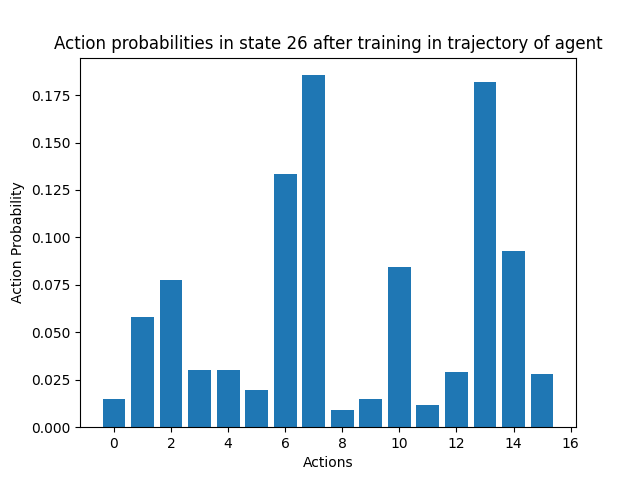 Action probabilities in state 26 after training in trajectory of agent
Action Probability
0.175
0.150
0.125
0.100
0.075
0.050
0.025
0.000
0 2 4 6 8 10 12 14 16
Actions